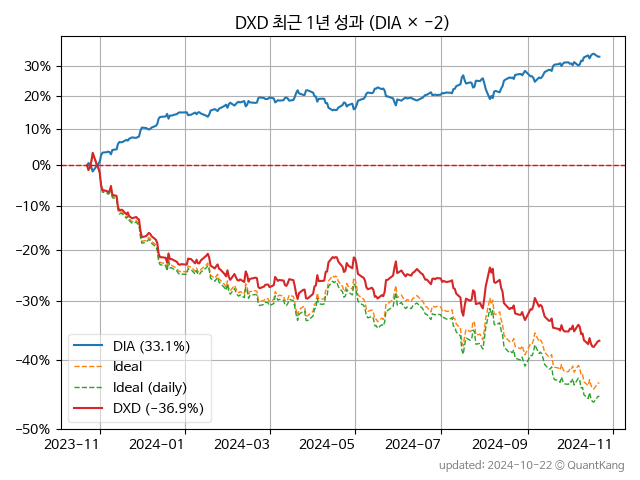 DXD 최근 1년 성과 (DIA × −2)
30%
20%
10%
0%
−10%
−20%
−30%
−40%
−50%
DIA (33.1%)
Ideal
Ideal (daily)
DXD (−36.9%)
2023−11
2024−01
2024−03
2024−05
2024−07
2024−09
2024−11
updated: 2024-10-22 © QuantKang